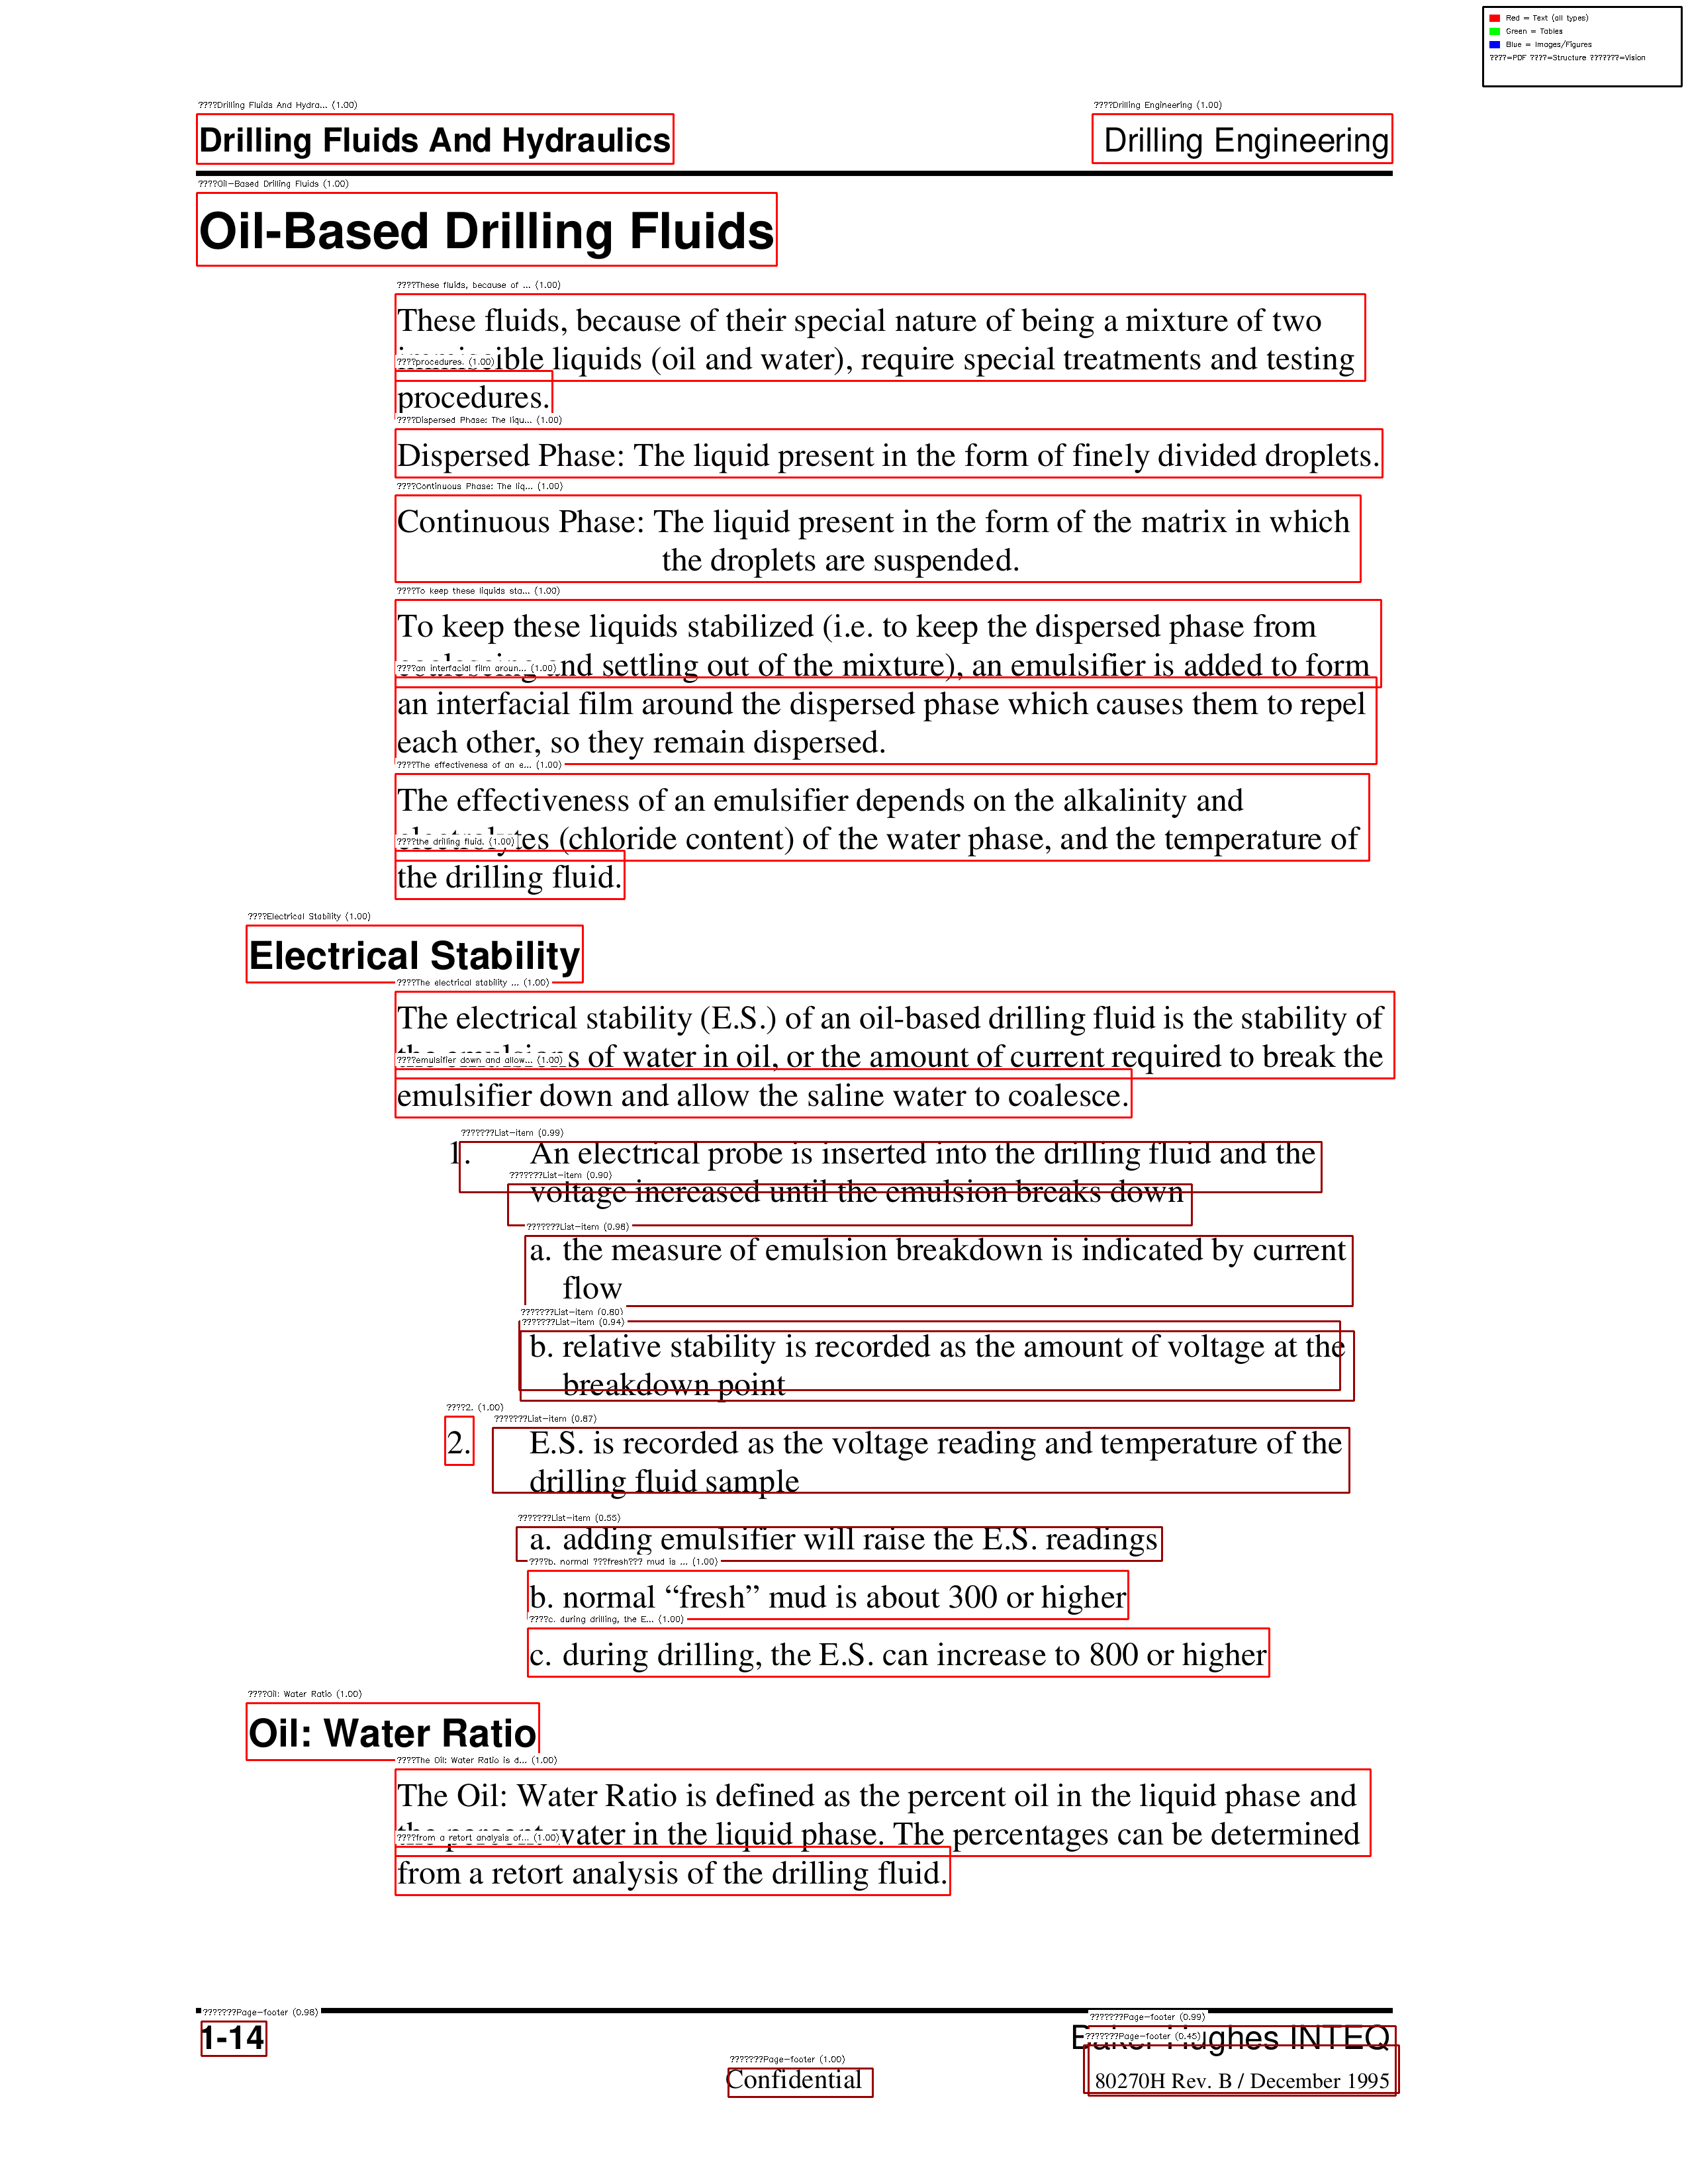 Red = Text (all types)
Green = Tables
Blue = Images/Figures
????=PDF ????=Structure ???????=Vision
????Drilling Fluids And Hydra... (1.00)
????Drilling Engineering (1.00)
Drilling Fluids And Hydraulics
Drilling Engineering
????Oil-Based Drilling Fluids (1.00)
Oil-Based Drilling Fluids
????These fluids, because of ... (1.00)
These fluids, because of their special nature of being a mixture of two
immiscible liquids (oil and water), require special treatments and testing
????procedures. (1.00)
procedures.
????Dispersed Phase: The liqu... (1.00)
Dispersed Phase: The liquid present in the form of finely divided droplets.
????Continuous Phase: The liq... (1.00)
Continuous Phase: The liquid present in the form of the matrix in which
the droplets are suspended.
????To keep these liquids sta... (1.00)
To keep these liquids stabilized (i.e. to keep the dispersed phase from
coalescing and settling out of the mixture), an emulsifier is added to form
????an interfacial film aroun... (1.00)
an interfacial film around the dispersed phase which causes them to repel
each other, so they remain dispersed.
????The effectiveness of an e... (1.00)
The effectiveness of an emulsifier depends on the alkalinity and
electrolytes (chloride content) of the water phase, and the temperature of
????the drilling fluid. (1.00)
the drilling fluid.
????Electrical Stability (1.00)
Electrical Stability
????The electrical stability ... (1.00)
The electrical stability (E.S.) of an oil-based drilling fluid is the stability of
the emulsions of water in oil, or the amount of current required to break the
????emulsifier down and allow... (1.00)
emulsifier down and allow the saline water to coalesce.
???????List-item (0.99)
1. An electrical probe is inserted into the drilling fluid and the
???????List-item (0.90)
voltage increased until the emulsion breaks down
???????List-item (0.96)
a. the measure of emulsion breakdown is indicated by current
flow
???????List-item (0.80)
???????List-item (0.94)
b. relative stability is recorded as the amount of voltage at the
breakdown point
????2. (1.00)
???????List-item (0.67)
2. E.S. is recorded as the voltage reading and temperature of the
drilling fluid sample
???????List-item (0.55)
a. adding emulsifier will raise the E.S. readings
????b. normal ???fresh??? mud is ... (1.00)
b. normal “fresh” mud is about 300 or higher
????c. during drilling, the E... (1.00)
c. during drilling, the E.S. can increase to 800 or higher
????Oil: Water Ratio (1.00)
Oil: Water Ratio
????The Oil: Water Ratio is d... (1.00)
The Oil: Water Ratio is defined as the percent oil in the liquid phase and
the percent water in the liquid phase. The percentages can be determined
????from a retort analysis of... (1.00)
from a retort analysis of the drilling fluid.
???????Page-footer (0.98)
???????Page-footer (0.99)
1-14
Baker Hughes INTEQ
???????Page-footer (0.45)
???????Page-footer (1.00)
Confidential
80270H Rev. B / December 1995